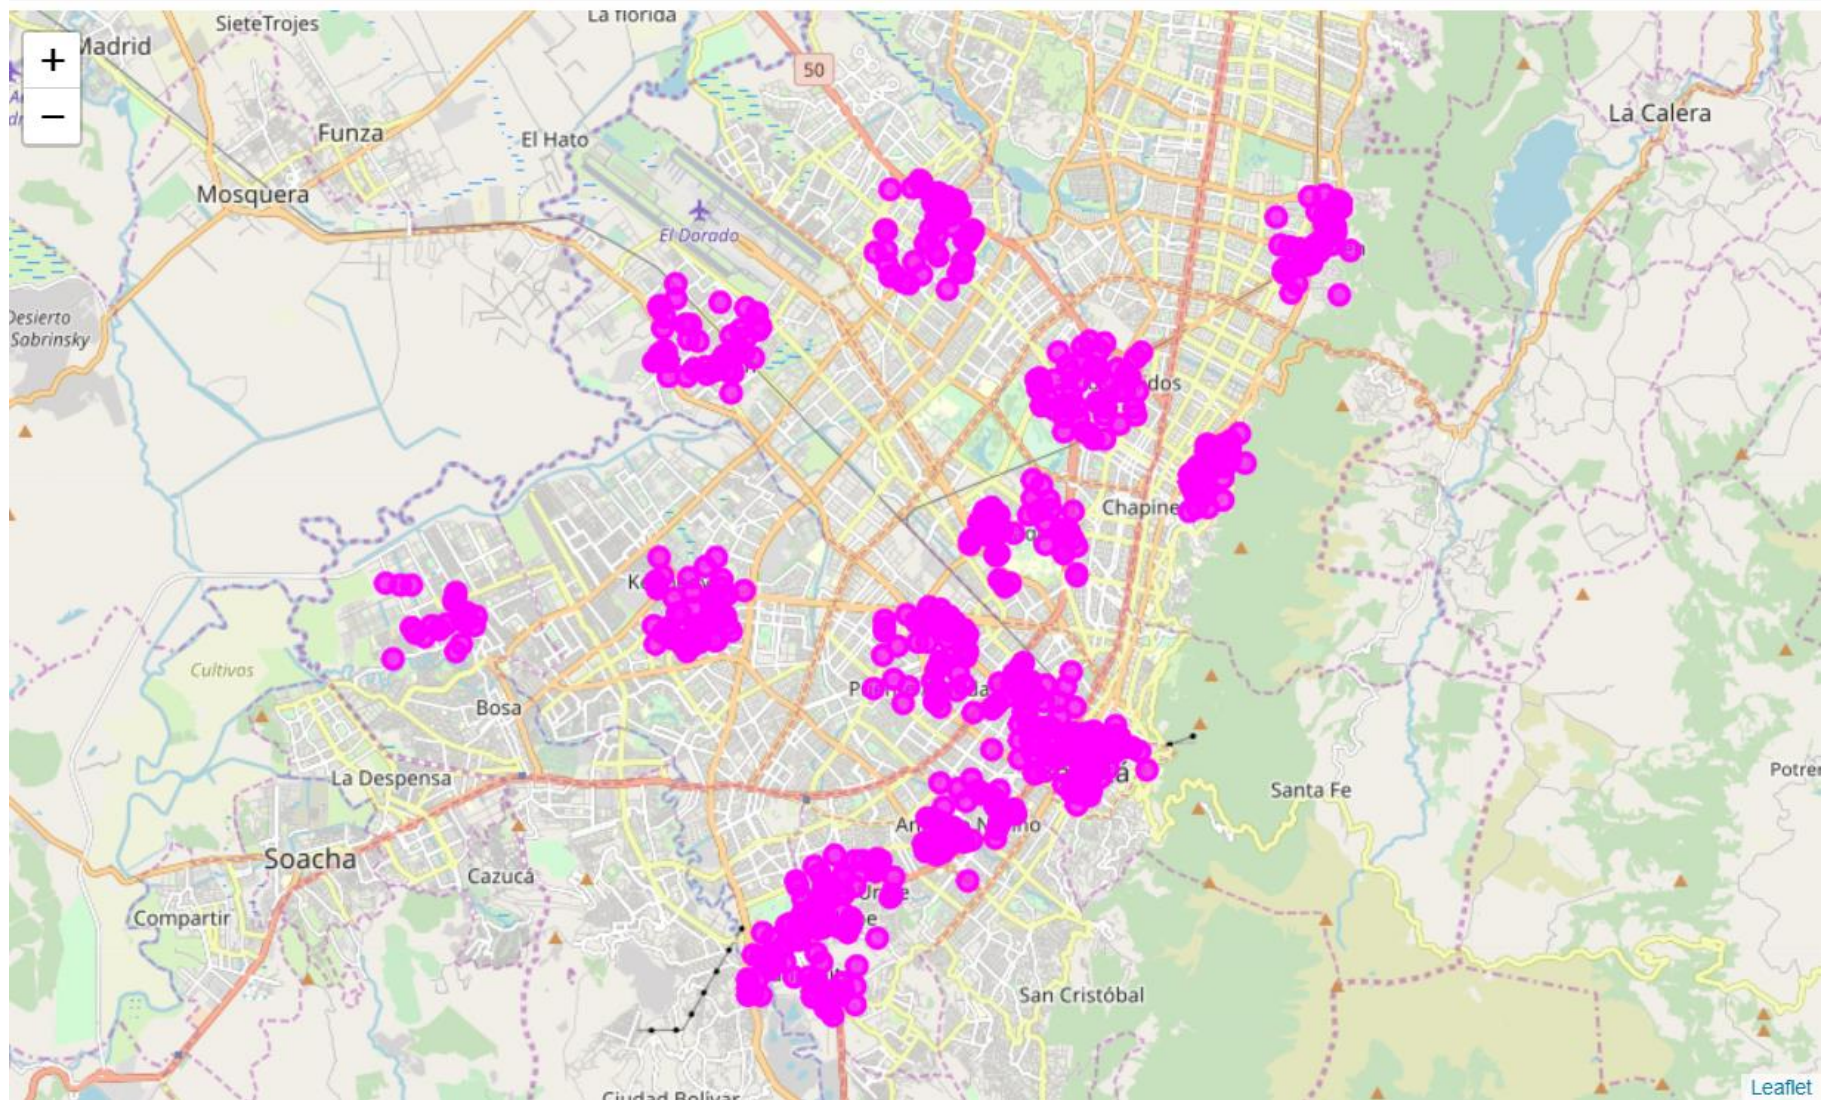 SieteTrojes
La florida
Madrid
+
50
−
La Calera
Funza
El Hato
Mosquera
El Dorado
Desierto
Sabrinsky
Chapine
Cultivos
Bosa
La Despensa
Santa Fe
Soacha
Cazucá
Compartir
San Cristóbal
Ciudad Bolívar
Leaflet